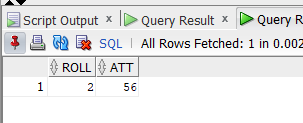 Script Output Query Result Query R
SQL All Rows Fetched: 1 in 0.002
ROLL ATT
1 2 56